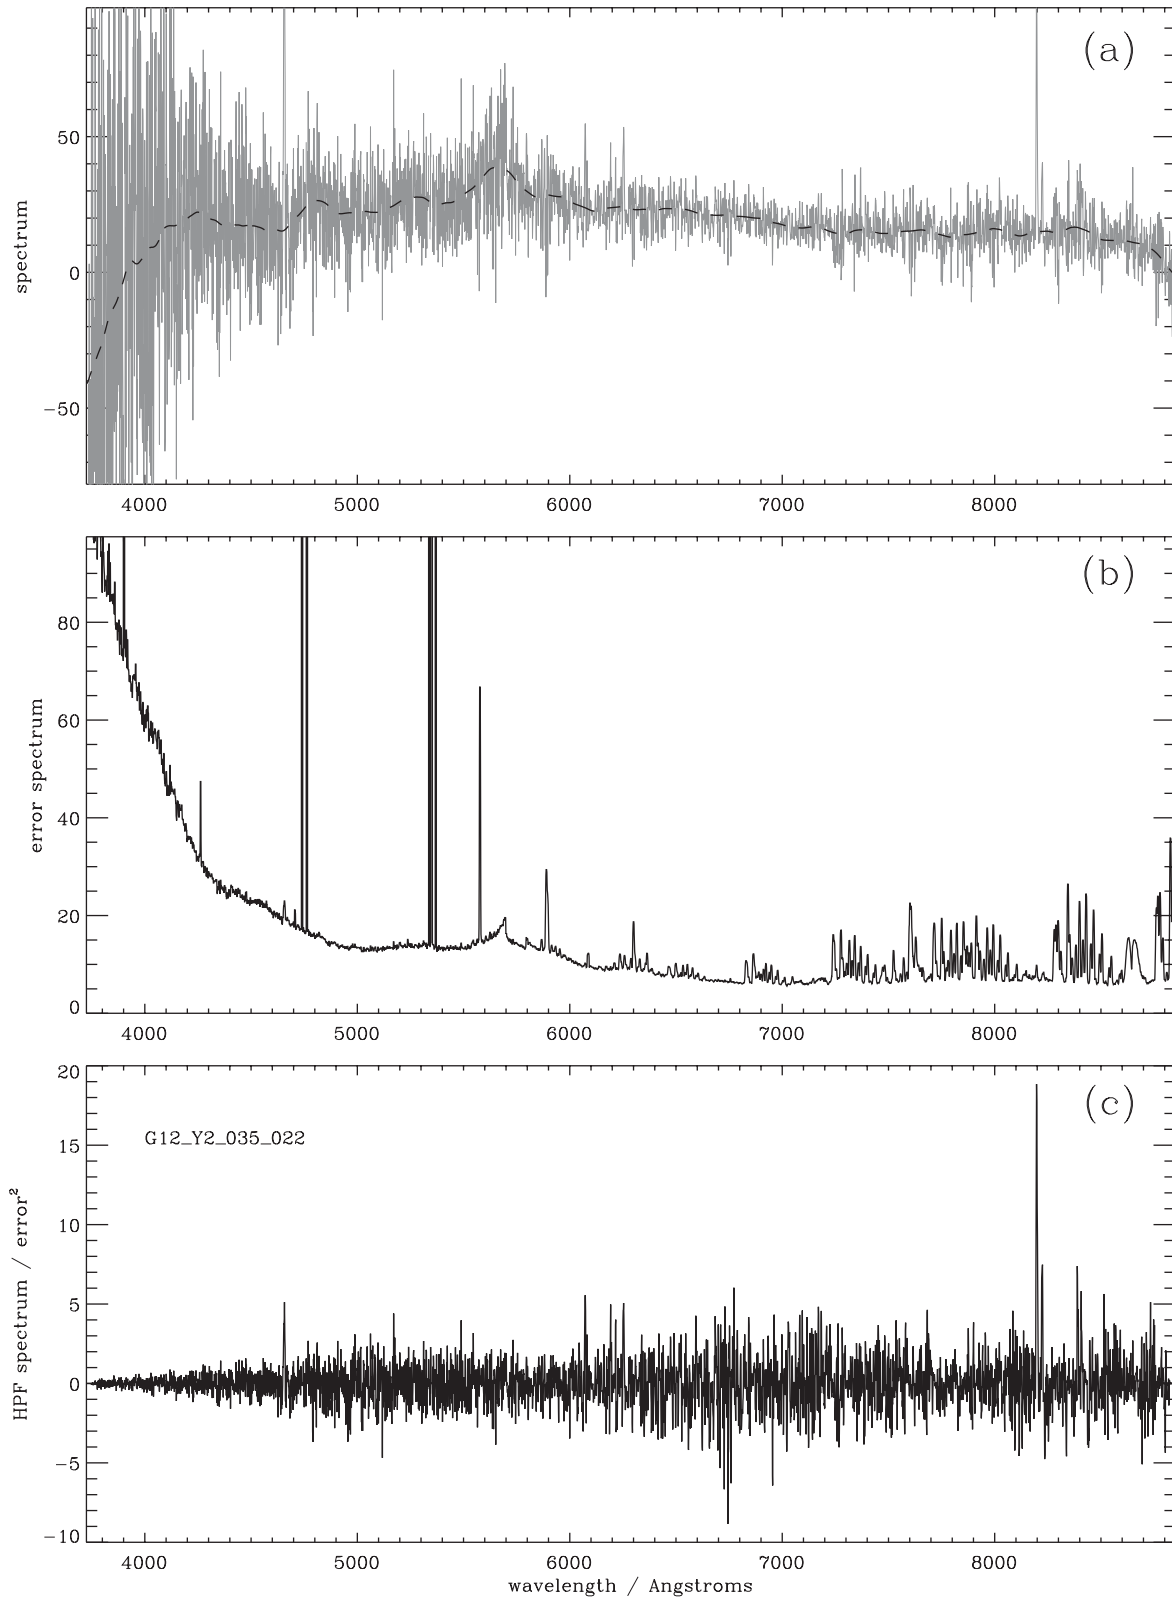 (a)
spectrum
50
0
−50
4000 5000 6000 7000 8000
(b)
error spectrum
80
60
40
20
0
4000 5000 6000 7000 8000
(c)
G12_Y2_035_022
HPF spectrum / error²
20
15
10
5
0
−5
−10
4000 5000 6000 7000 8000
wavelength / Angstroms